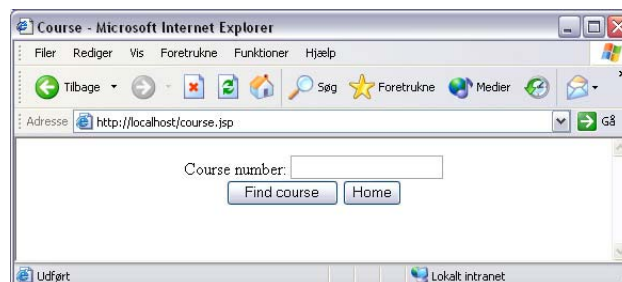 Course - Microsoft Internet Explorer
Filer Rediger Vis Foretrukne Funktioner Hjælp
Tilbage Søg Foretrukne Medier
Adresse http://localhost/course.jsp Gå
Course number:
Find course Home
Udført Lokalt intranet